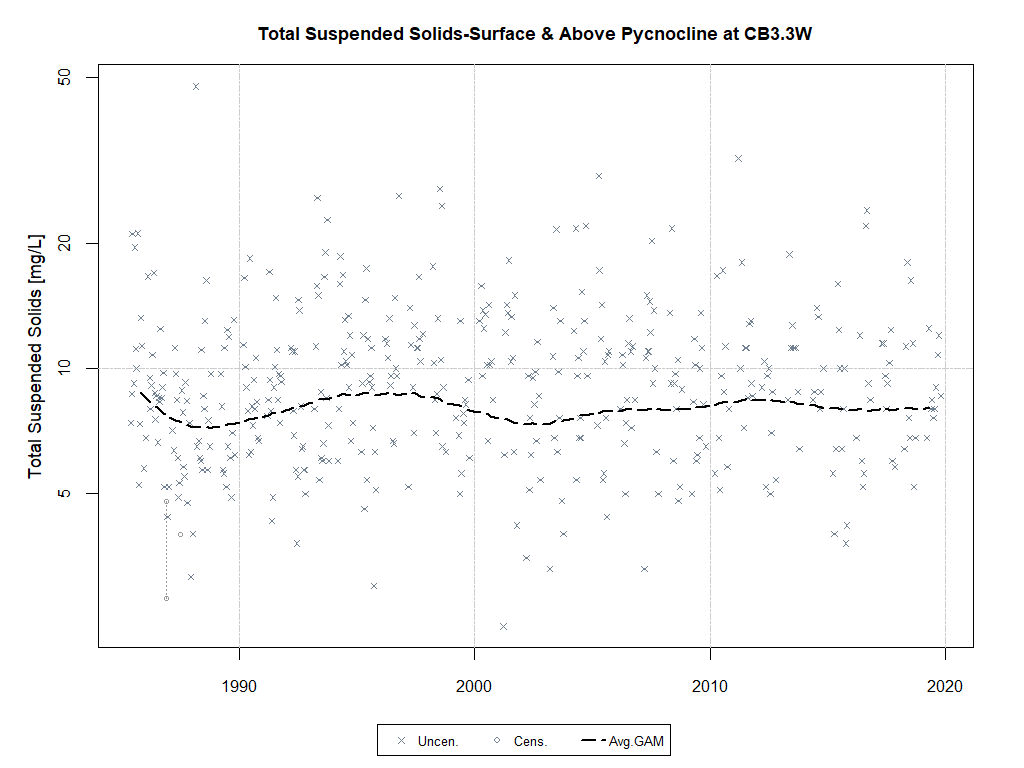 Total Suspended Solids-Surface & Above Pycnocline at CB3.3W
Total Suspended Solids [mg/L]
50
20
10
5
1990 2000 2010 2020
Uncen. Cens. Avg.GAM